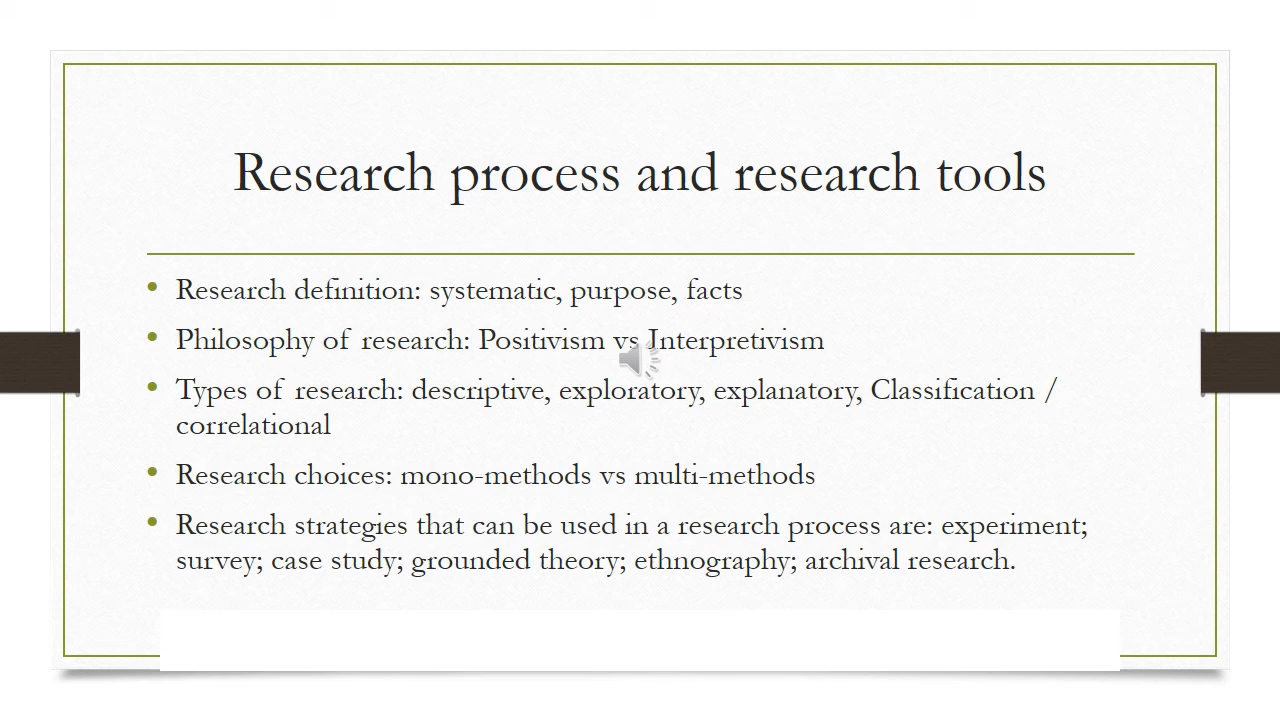 Research process and research tools
• Research definition: systematic, purpose, facts
• Philosophy of research: Positivism vs Interpretivism
• Types of research: descriptive, exploratory, explanatory, Classification /
correlational
• Research choices: mono-methods vs multi-methods
• Research strategies that can be used in a research process are: experiment;
survey; case study; grounded theory; ethnography; archival research.